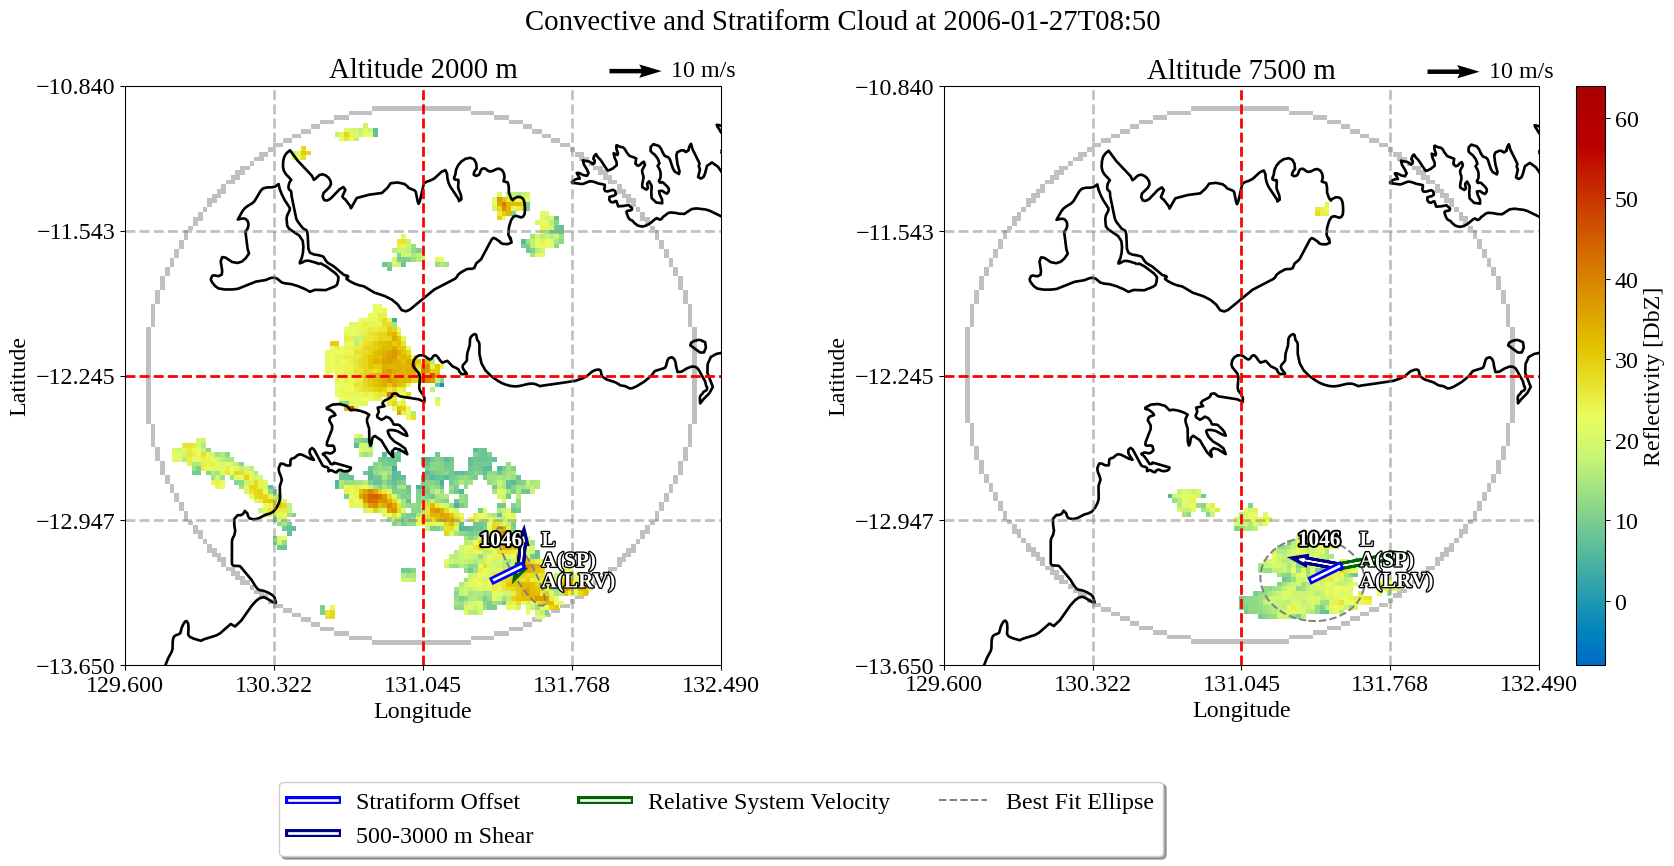 Convective and Stratiform Cloud at 2006-01-27T08:50
Altitude 2000 m
10 m/s
Altitude 7500 m
10 m/s
−10.840
−11.543
−12.245
−12.947
−13.650
Latitude
129.600
130.322
131.045
131.768
132.490
Longitude
1046
L
A(SP)
A(LRV)
−10.840
−11.543
−12.245
−12.947
−13.650
Latitude
129.600
130.322
131.045
131.768
132.490
Longitude
1046
L
A(SP)
A(LRV)
60
50
40
30
20
10
0
Reflectivity [DbZ]
Stratiform Offset
500-3000 m Shear
Relative System Velocity
Best Fit Ellipse